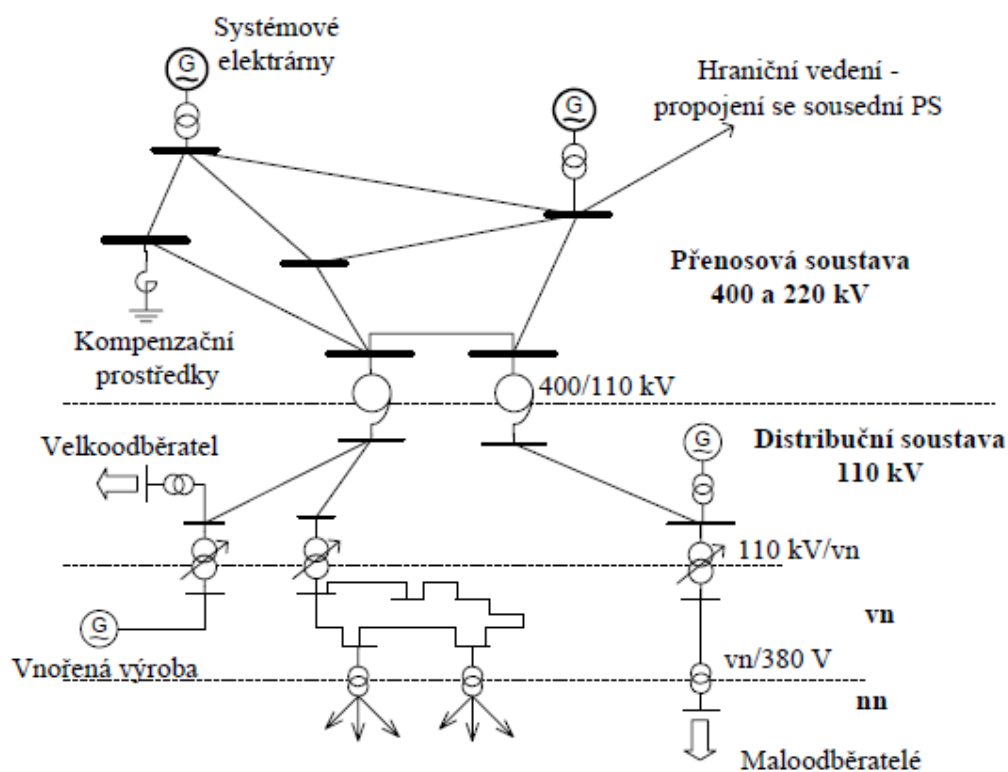 Systémové
elektrárny
G
G
Hraniční vedení -
propojení se sousední PS
Přenosová soustava
400 a 220 kV
Kompenzační
prostředky
400/110 kV
Velkoodběratel
G
Distribuční soustava
110 kV
110 kV/vn
G
Vnořená výroba
vn
vn/380 V
nn
Maloodběratelé